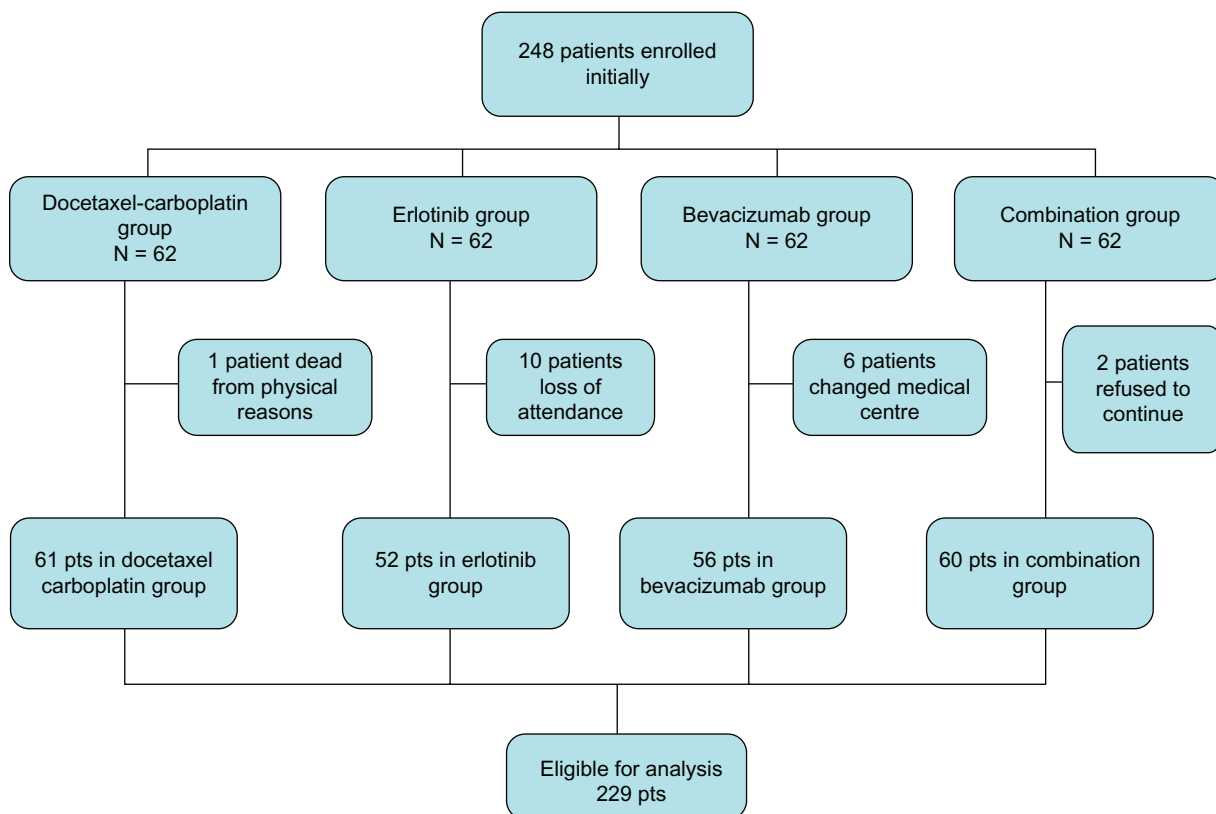 248 patients enrolled
initially
Docetaxel-carboplatin
group
N = 62
Erlotinib group
N = 62
Bevacizumab group
N = 62
Combination group
N = 62
1 patient dead
from physical
reasons
10 patients
loss of
attendance
6 patients
changed medical
centre
2 patients
refused to
continue
61 pts in docetaxel
carboplatin group
52 pts in erlotinib
group
56 pts in
bevacizumab group
60 pts in combination
group
Eligible for analysis
229 pts